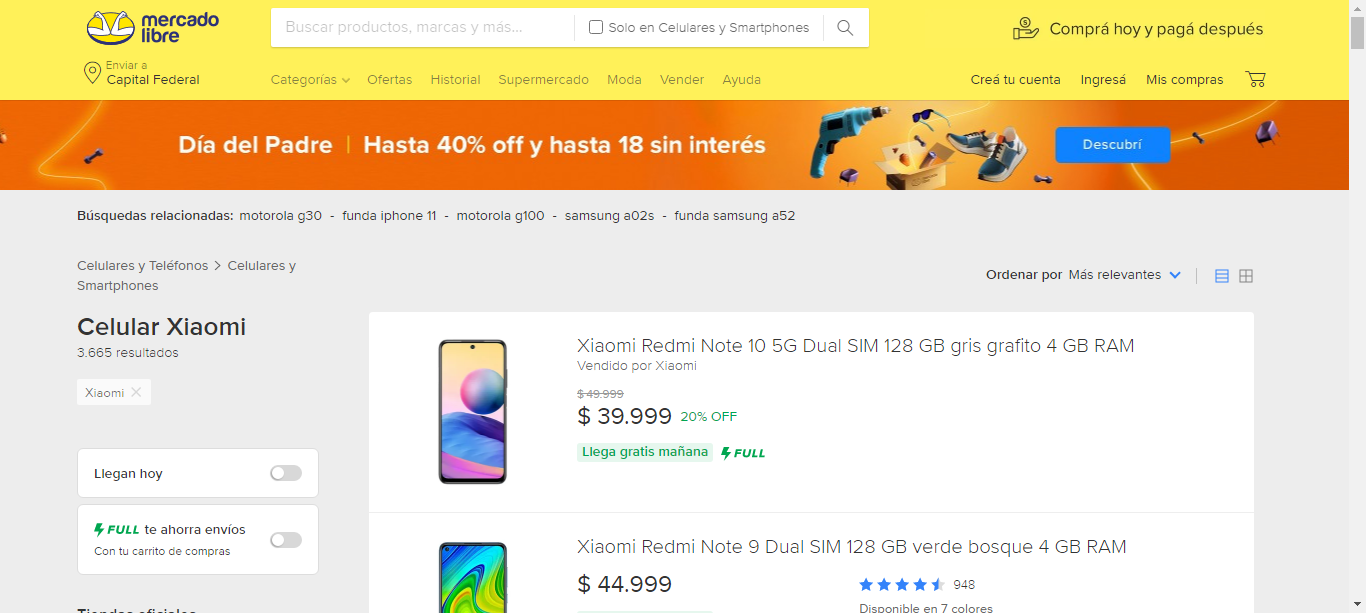 mercado
libre
Buscar productos, marcas y más...
Solo en Celulares y Smartphones
Comprá hoy y pagá después
Enviar a
Capital Federal
Categorías
Ofertas
Historial
Supermercado
Moda
Vender
Ayuda
Creá tu cuenta
Ingresá
Mis compras
Día del Padre | Hasta 40% off y hasta 18 sin interés
Descubrí
Búsquedas relacionadas: motorola g30 - funda iphone 11 - motorola g100 - samsung a02s - funda samsung a52
Celulares y Teléfonos > Celulares y
Smartphones
Ordenar por Más relevantes
Celular Xiaomi
3.665 resultados
Xiaomi
Llegan hoy
FULL te ahorra envíos
Con tu carrito de compras
Tiendas oficiales
Xiaomi Redmi Note 10 5G Dual SIM 128 GB gris grafito 4 GB RAM
Vendido por Xiaomi
$ 49.999
$ 39.999 20% OFF
Llega gratis mañana FULL
Xiaomi Redmi Note 9 Dual SIM 128 GB verde bosque 4 GB RAM
$ 44.999
948
Disponible en 7 colores